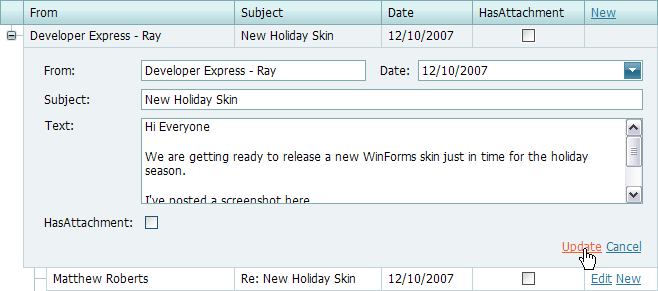 From Subject Date HasAttachment New
Developer Express - Ray New Holiday Skin 12/10/2007
From: Developer Express - Ray Date: 12/10/2007
Subject: New Holiday Skin
Text: Hi Everyone
We are getting ready to release a new WinForms skin just in time for the holiday
season.
I've posted a screenshot here
HasAttachment:
Update Cancel
Matthew Roberts Re: New Holiday Skin 12/10/2007 Edit New